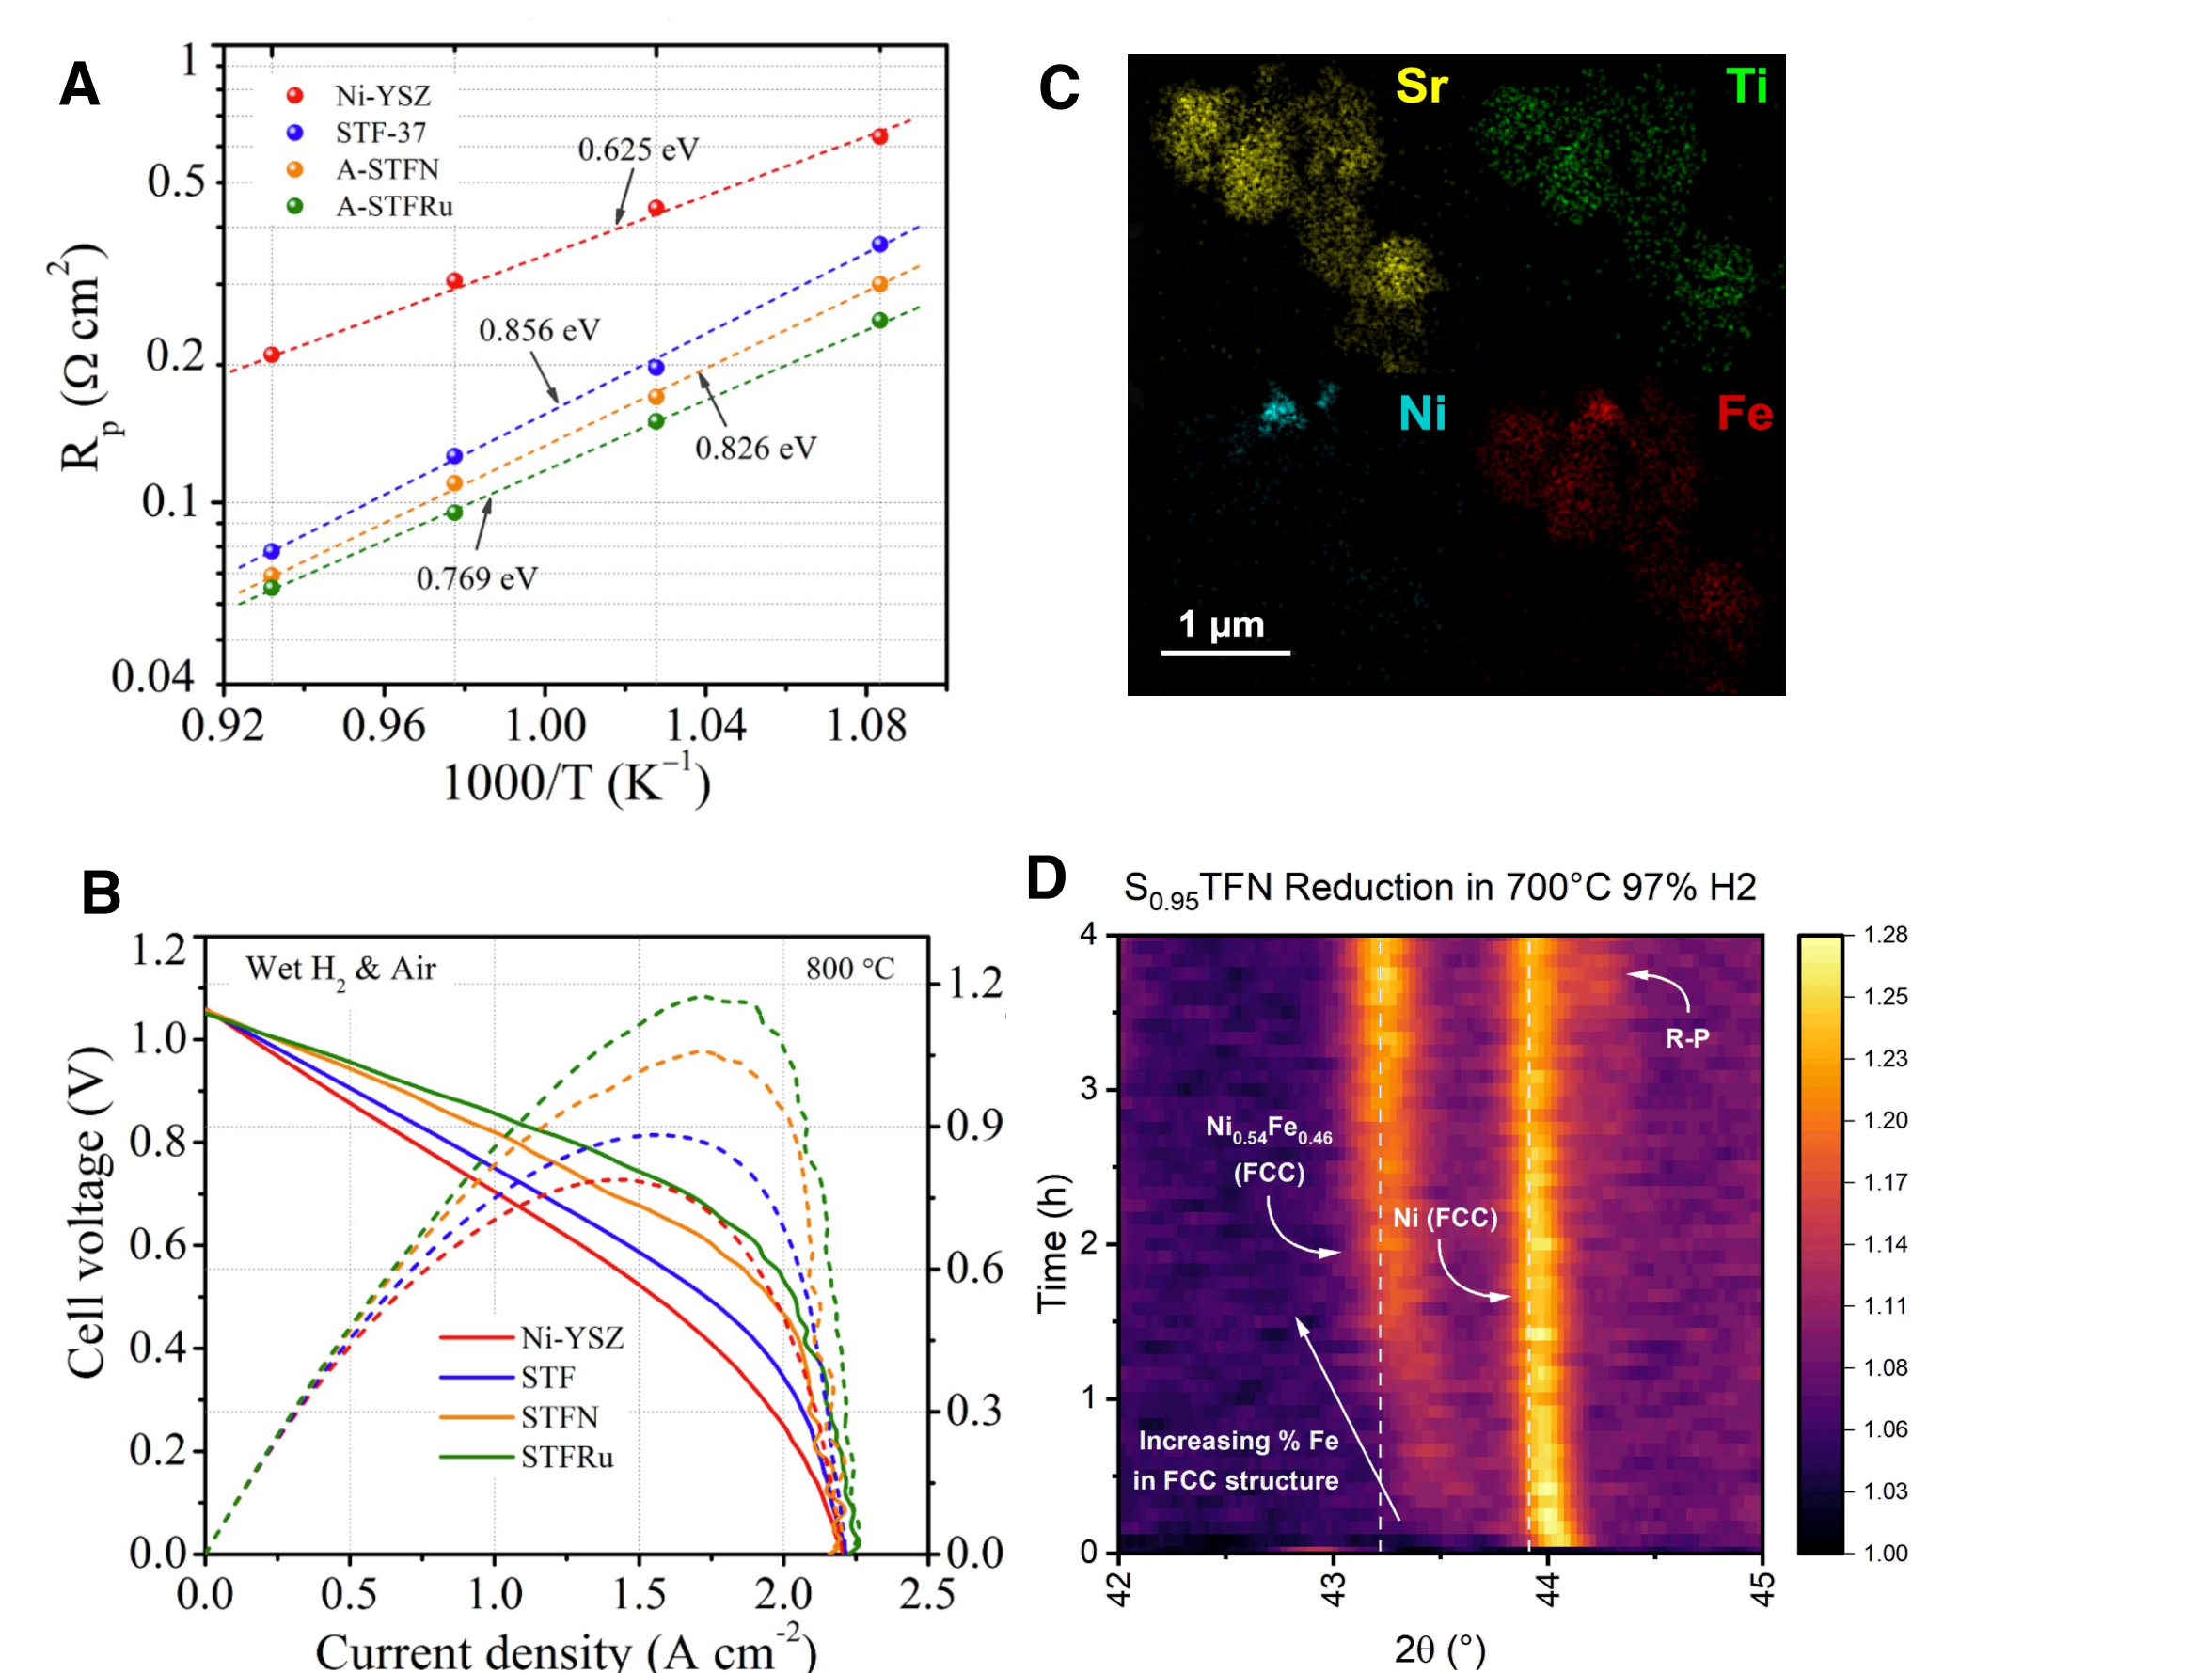 A
1
0.5
0.2
0.1
0.04
R_p (Ω cm²)
Ni-YSZ
STF-37
A-STFN
A-STFRu
0.625 eV
0.856 eV
0.826 eV
0.769 eV
0.92 0.96 1.00 1.04 1.08
1000/T (K⁻¹)
C
Sr
Ti
Ni
Fe
1 µm
B
1.2
1.0
0.8
0.6
0.4
0.2
0.0
Cell voltage (V)
Wet H₂ & Air
800 °C
1.2
0.9
0.6
0.3
0.0
Ni-YSZ
STF
STFN
STFRu
0.0 0.5 1.0 1.5 2.0 2.5
Current density (A cm⁻²)
D
S₀.₉₅TFN Reduction in 700°C 97% H2
4
3
2
1
0
Time (h)
R-P
Ni₀.₅₄Fe₀.₄₆
(FCC)
Ni (FCC)
Increasing % Fe
in FCC structure
42 43 44 45
2θ (°)
1.28
1.25
1.23
1.20
1.17
1.14
1.11
1.08
1.06
1.03
1.00